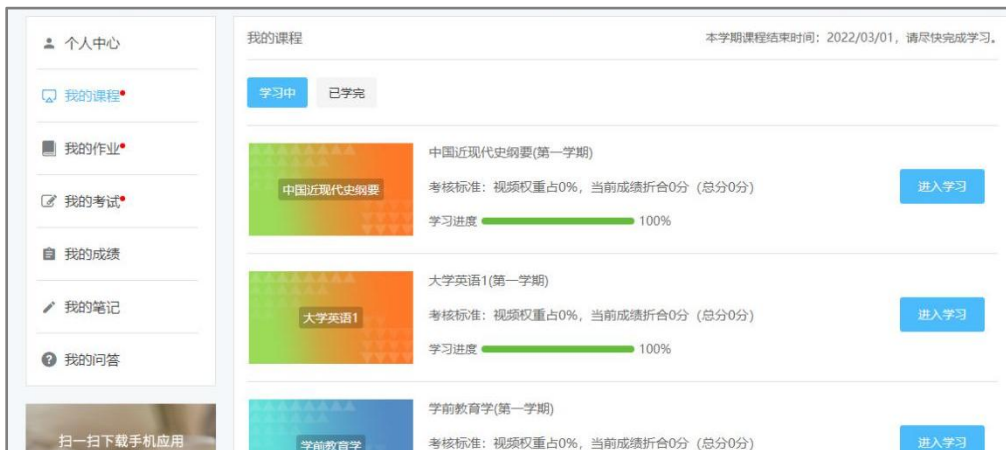 个人中心
我的课程
我的作业
我的考试
我的成绩
我的笔记
我的问答
扫一扫下载手机应用
我的课程
本学期课程结束时间：2022/03/01，请尽快完成学习。
学习中 已学完
中国近现代史纲要
中国近现代史纲要(第一学期)
考核标准：视频权重占0%，当前成绩折合0分（总分0分）
学习进度 100%
进入学习
大学英语1
大学英语1(第一学期)
考核标准：视频权重占0%，当前成绩折合0分（总分0分）
学习进度 100%
进入学习
学前教育学
学前教育学(第一学期)
考核标准：视频权重占0%，当前成绩折合0分（总分0分）
进入学习